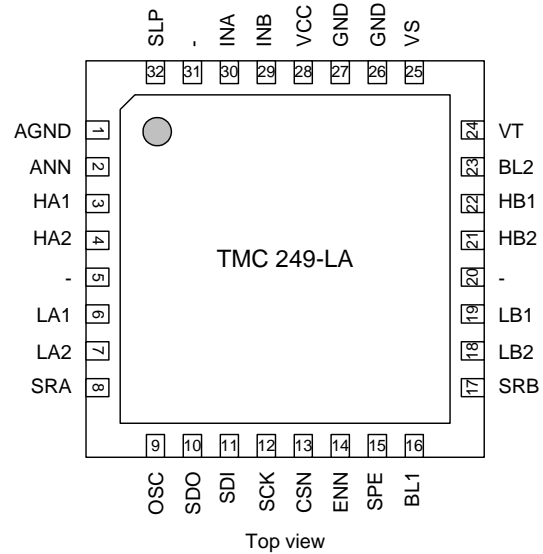 SLP - INA INB VCC GND GND VS
32 31 30 29 28 27 26 25
AGND 1 24 VT
ANN 2 23 BL2
HA1 3 22 HB1
HA2 4 21 HB2
TMC 249-LA
- 5 20 -
LA1 6 19 LB1
LA2 7 18 LB2
SRA 8 17 SRB
9 10 11 12 13 14 15 16
OSC SDO SDI SCK CSN ENN SPE BL1
Top view